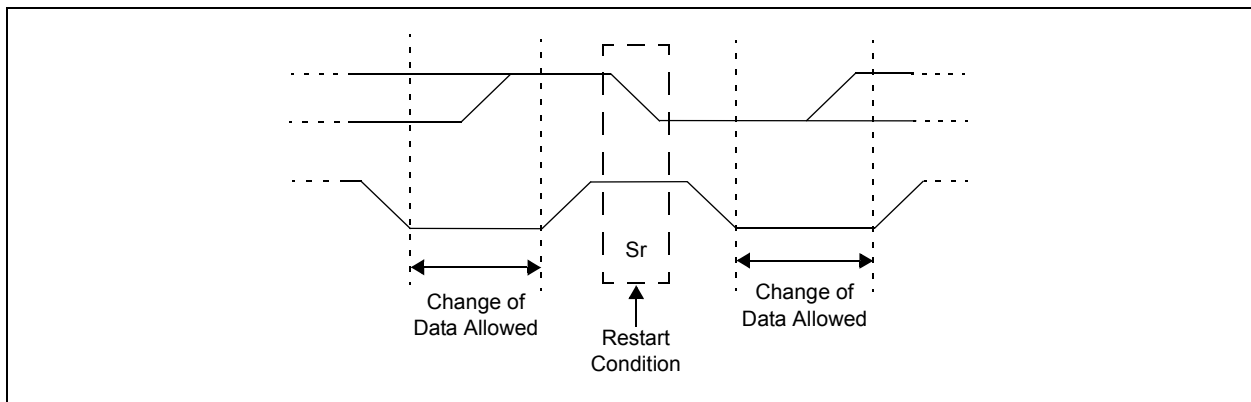 Sr
Change of
Data Allowed
Restart
Condition
Change of
Data Allowed